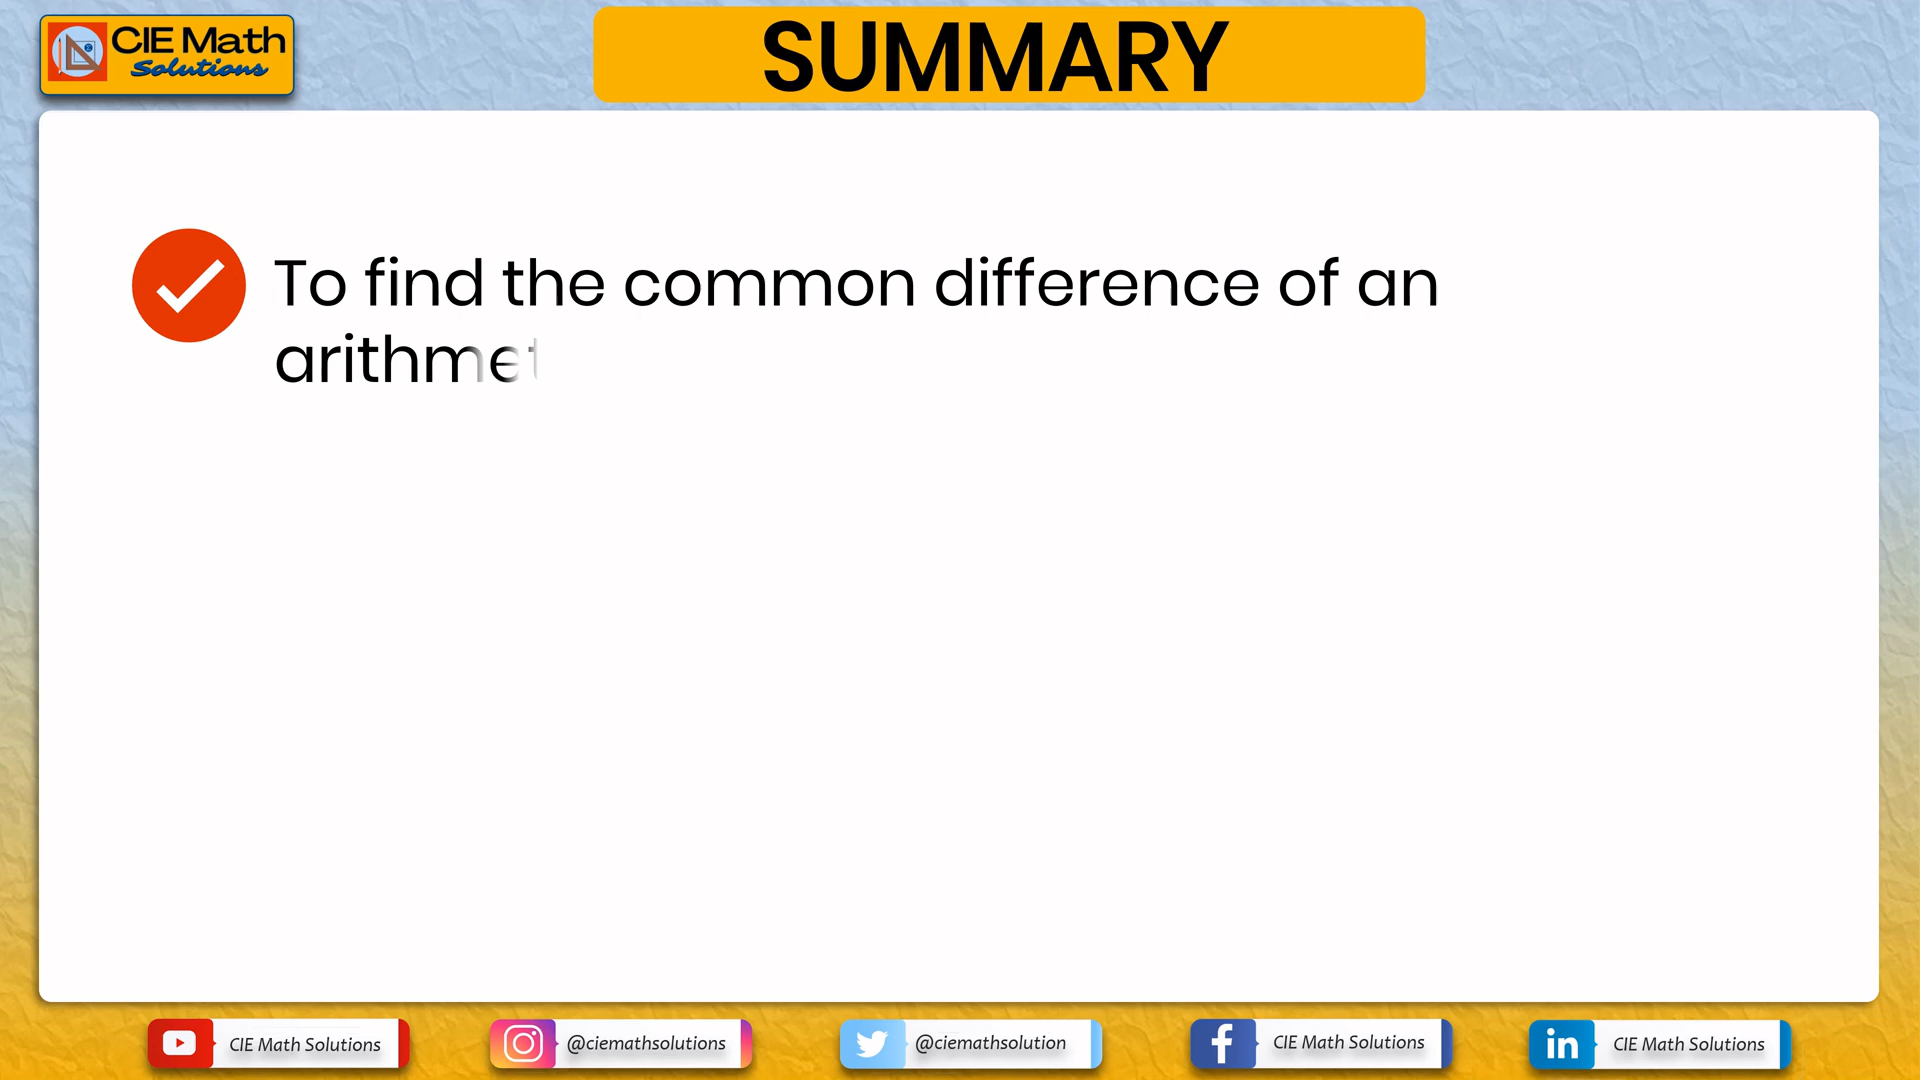 CIE Math
Solutions
SUMMARY
To find the common difference of an
arithmet
CIE Math Solutions
@ciemathsolutions
@ciemathsolution
CIE Math Solutions
CIE Math Solutions